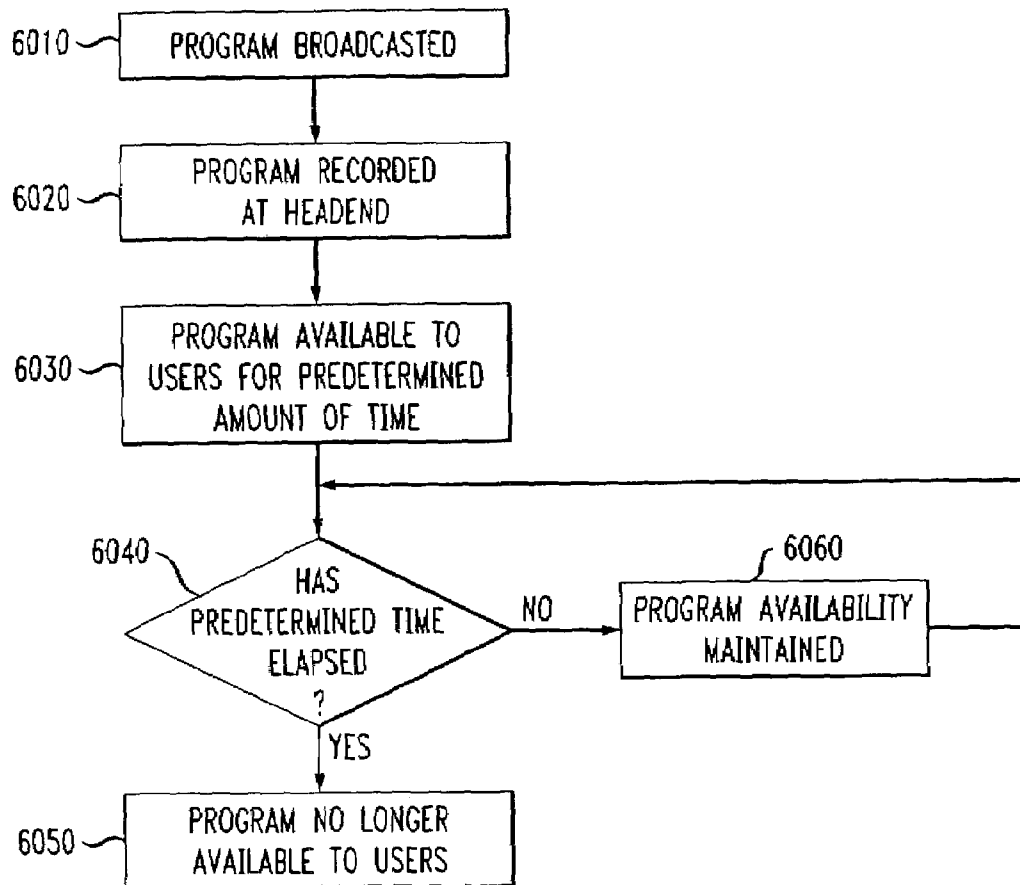 6010
PROGRAM BROADCASTED
6020
PROGRAM RECORDED
AT HEADEND
6030
PROGRAM AVAILABLE TO
USERS FOR PREDETERMINED
AMOUNT OF TIME
6040
HAS
PREDETERMINED TIME
ELAPSED
?
NO
6060
PROGRAM AVAILABILITY
MAINTAINED
YES
6050
PROGRAM NO LONGER
AVAILABLE TO USERS